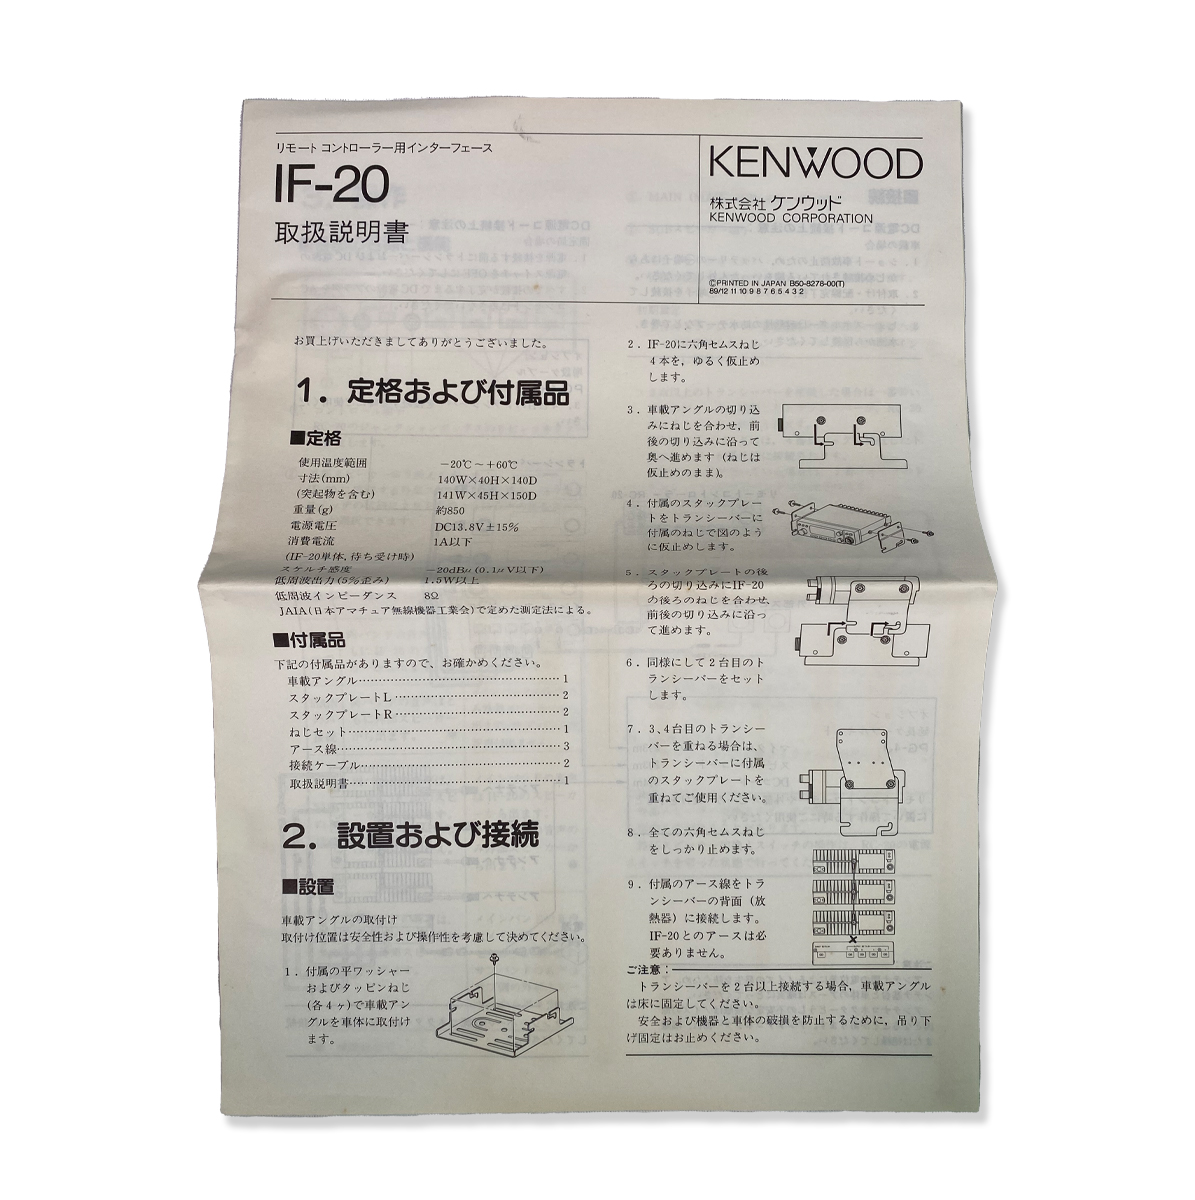 リモート コントローラー用インターフェース
IF-20
取扱説明書
KENWOOD
株式会社 ケンウッド
KENWOOD CORPORATION
©PRINTED IN JAPAN B50-8278-00(T)
89/12 11 10 9 8 7 6 5 4 3 2
お買上げいただきましてありがとうございました。
1. 定格および付属品
■定格
使用温度範囲 −20℃〜+60℃
寸法(mm) 140W×40H×140D
(突起物を含む) 141W×45H×150D
重量(g) 約850
電源電圧 DC13.8V±15%
消費電流 1A以下
(IF-20単体,待ち受け時)
スケルチ感度 −20dBμ(0.1μV以下)
低周波出力(5%歪み) 1.5W以上
低周波インピーダンス 8Ω
JAIA(日本アマチュア無線機器工業会)で定めた測定法による。
■付属品
下記の付属品がありますので、お確かめください。
車載アングル…………1
スタックプレートL…………2
スタックプレートR…………2
ねじセット…………1
アース線…………3
接続ケーブル…………2
取扱説明書…………1
2. 設置および接続
■設置
車載アングルの取付け
取付け位置は安全性および操作性を考慮して決めてください。
1. 付属の平ワッシャー
およびタッピンねじ
(各4ヶ)で車載アン
グルを車体に取付け
ます。
2. IF-20に六角セムスねじ
4本を,ゆるく仮止め
します。
3. 車載アングルの切り込
みにねじを合わせ,前
後の切り込みに沿って
奥へ進めます(ねじは
仮止めのまま)。
4. 付属のスタックプレー
トをトランシーバーに
付属のねじで図のよう
に仮止めします。
5. スタックプレートの後
ろの切り込みにIF-20
の後ろのねじを合わせ、
前後の切り込みに沿っ
て進めます。
6. 同様にして2台目のト
ランシーバーをセット
します。
7. 3、4台目のトランシー
バーを重ねる場合は、
トランシーバーに付属
のスタックプレートを
重ねてご使用ください。
8. 全ての六角セムスねじ
をしっかり止めます。
9. 付属のアース線をトラ
ンシーバーの背面(放
熱器)に接続します。
IF-20とのアースは必
要ありません。
ご注意:
トランシーバーを2台以上接続する場合,車載アングル
は床に固定してください。
安全および機器と車体の破損を防止するために,吊り下
げ固定はお止めください。